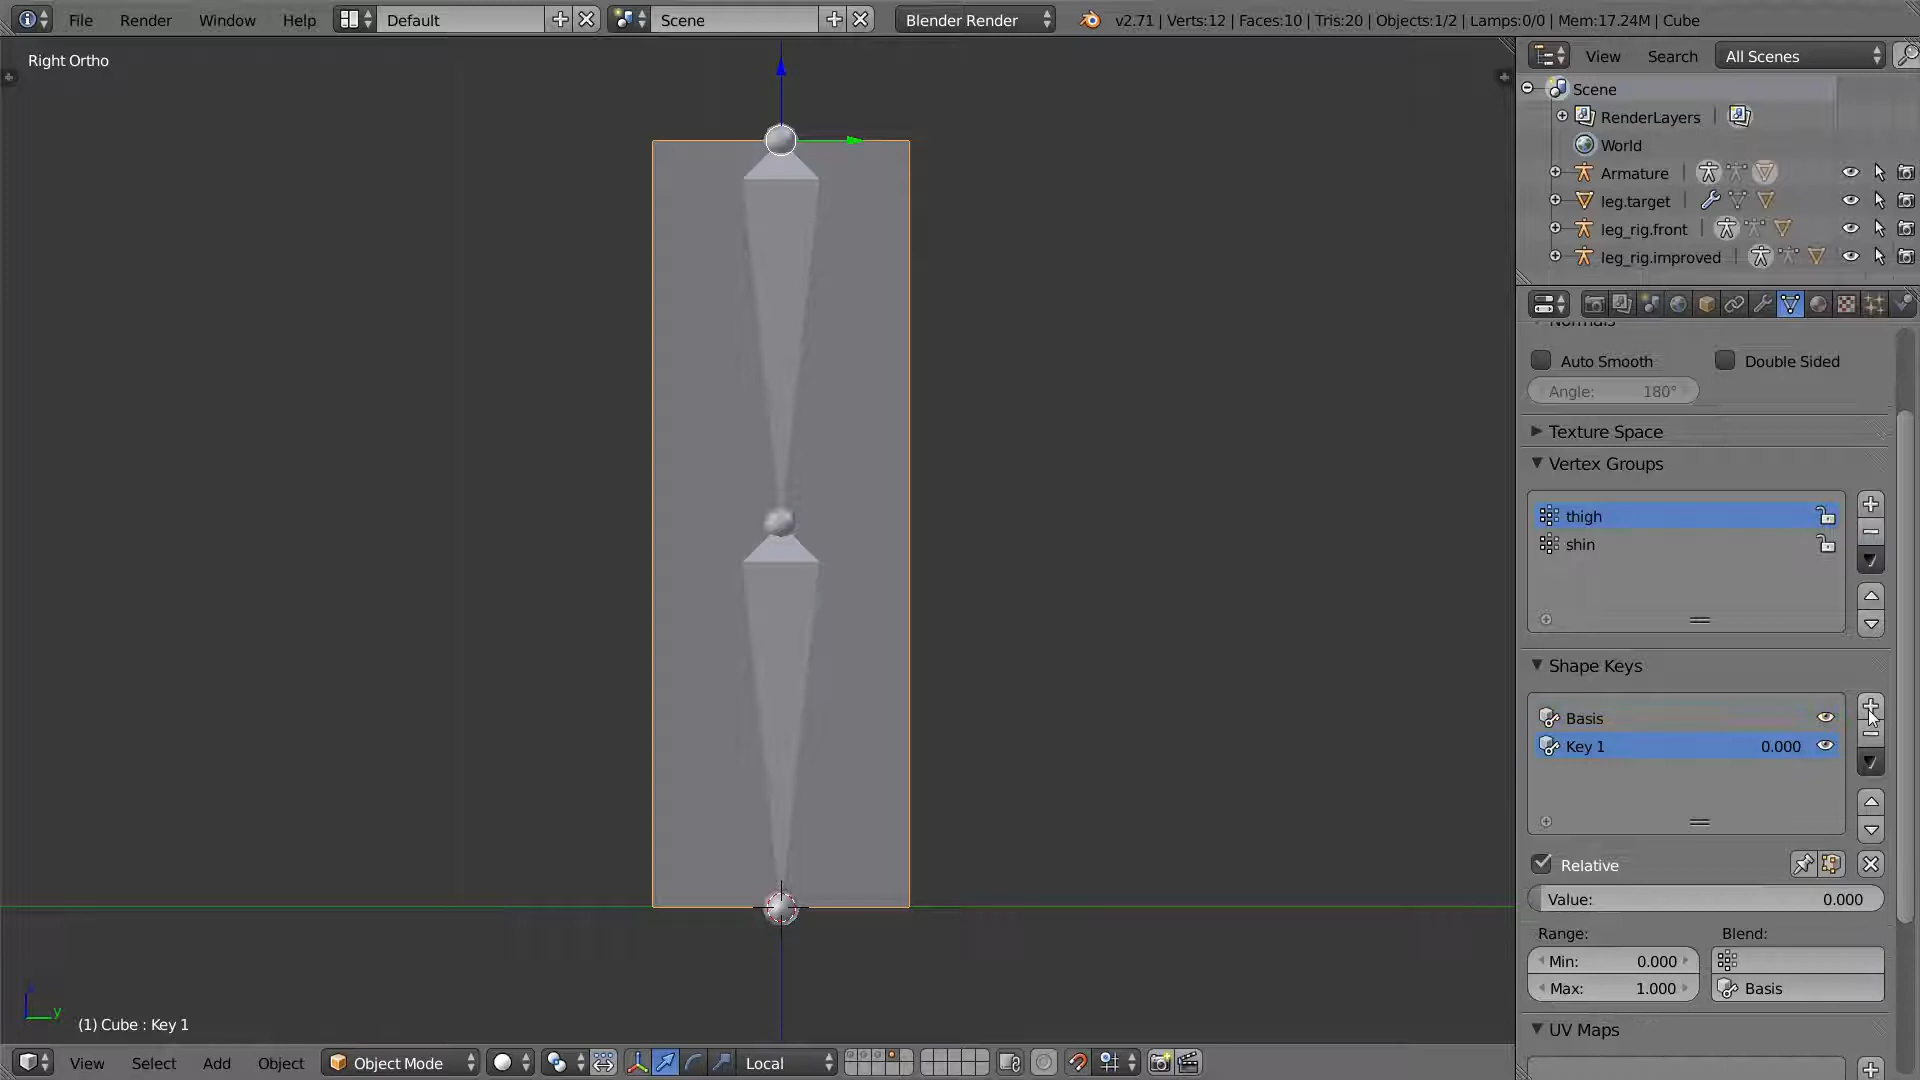 File Render Window Help Default Scene Blender Render v2.71 | Verts:12 | Faces:10 | Tris:20 | Objects:1/2 | Lamps:0/0 | Mem:17.24M | Cube
Right Ortho
View Search All Scenes
Scene
RenderLayers
World
Armature
leg.target
leg_rig.front
leg_rig.improved
Normals
Auto Smooth Double Sided
Angle: 180°
Texture Space
Vertex Groups
thigh
shin
Shape Keys
Basis
Key 1 0.000
Relative
Value: 0.000
Range: Blend:
Min: 0.000
Max: 1.000 Basis
UV Maps
y
(1) Cube : Key 1
View Select Add Object Object Mode Local